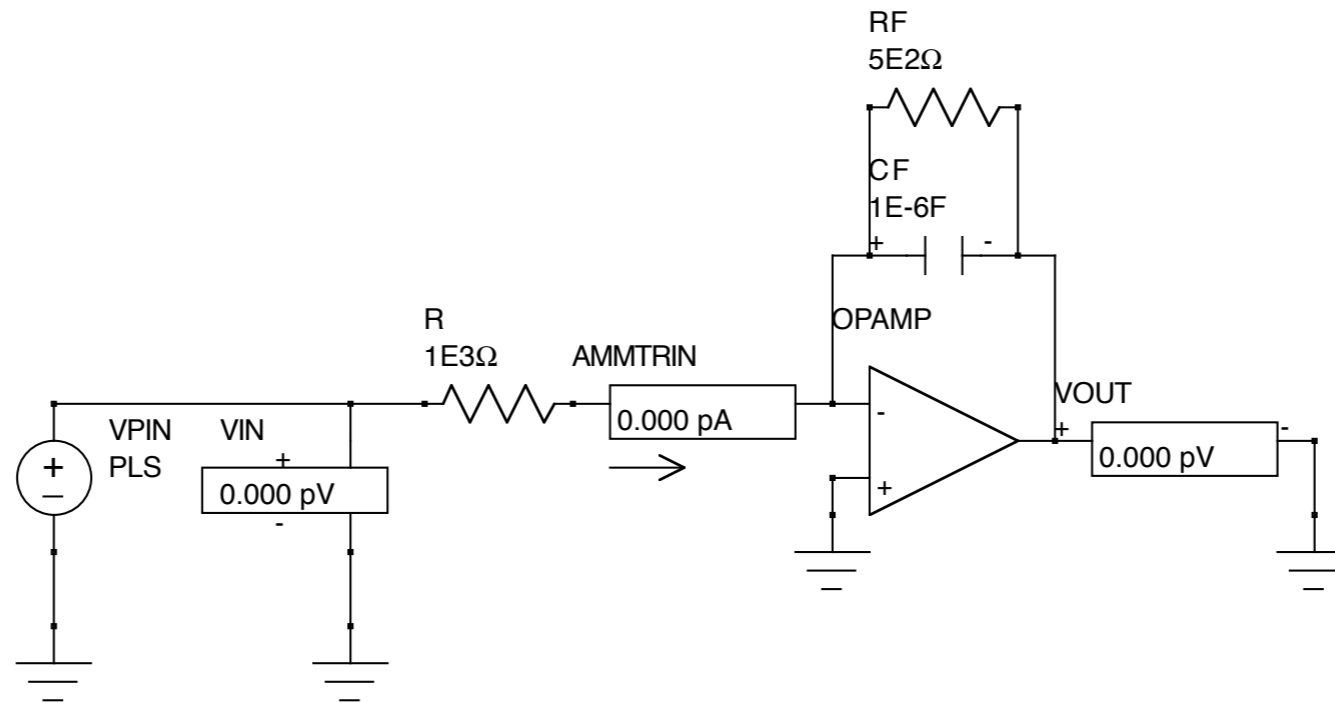 RF
5E2Ω
CF
1E-6F
+ -
OPAMP
R
1E3Ω
AMMTRIN
0.000 pA
-
+
VOUT
+ -
0.000 pV
VPIN
PLS
+
−
VIN
+
0.000 pV
-